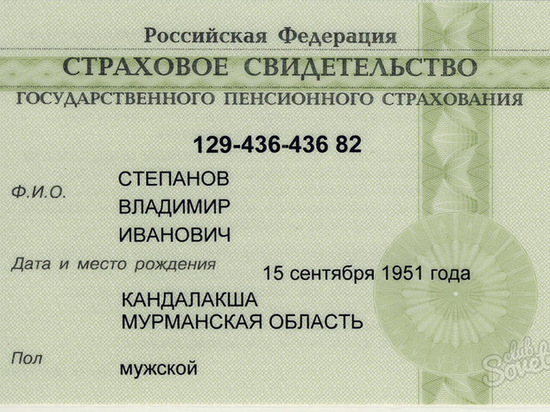 Российская Федерация
СТРАХОВОЕ СВИДЕТЕЛЬСТВО
ГОСУДАРСТВЕННОГО ПЕНСИОННОГО СТРАХОВАНИЯ
129-436-436 82
Ф.И.О. СТЕПАНОВ
ВЛАДИМИР
ИВАНОВИЧ
Дата и место рождения 15 сентября 1951 года
КАНДАЛАКША
МУРМАНСКАЯ ОБЛАСТЬ
Пол мужской
club
Sovet